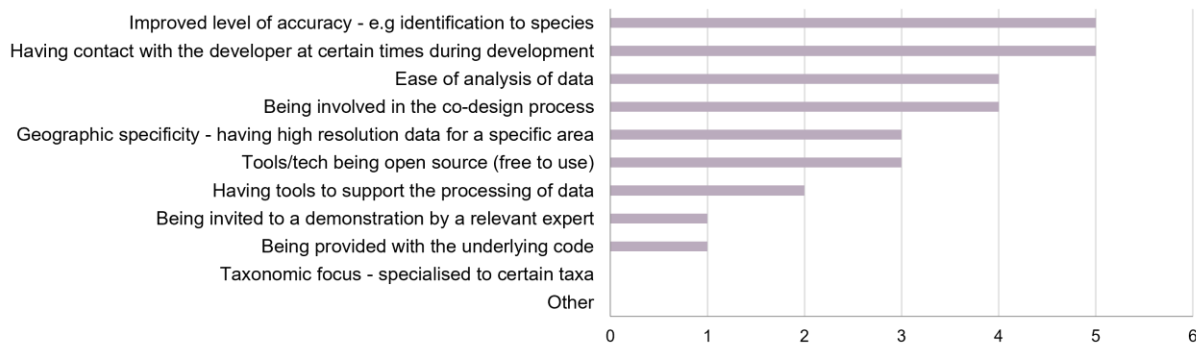 Improved level of accuracy - e.g identification to species
Having contact with the developer at certain times during development
Ease of analysis of data
Being involved in the co-design process
Geographic specificity - having high resolution data for a specific area
Tools/tech being open source (free to use)
Having tools to support the processing of data
Being invited to a demonstration by a relevant expert
Being provided with the underlying code
Taxonomic focus - specialised to certain taxa
Other
0 1 2 3 4 5 6